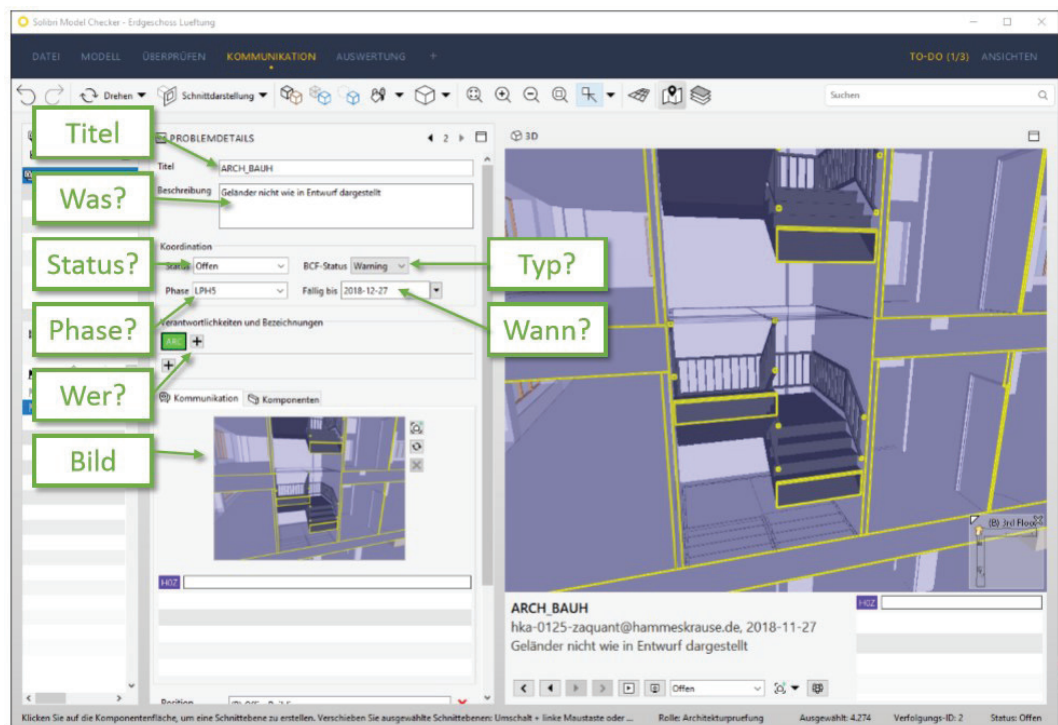 Solibri Model Checker - Erdgeschoss Lueftung
DATEI MODELL ÜBERPRÜFEN KOMMUNIKATION AUSWERTUNG + TO-DO (1/3) ANSICHTEN
Drehen Schnittdarstellung Suchen
Titel
PROBLEMDETAILS 2
3D
Titel ARCH_BAUH
Was?
Beschreibung Geländer nicht wie in Entwurf dargestellt
Koordination
Status?
Status Offen BCF-Status Warning
Typ?
Phase?
Phase LPH5 Fällig bis 2018-12-27
Wann?
Verantwortlichkeiten und Bezeichnungen
ARC +
+
Wer?
Kommunikation Komponenten
Bild
HGZ
(B) 3rd Floo
ARCH_BAUH
hka-0125-zaquant@hammeskrause.de, 2018-11-27
Geländer nicht wie in Entwurf dargestellt
HGZ
Offen
Position
Klicken Sie auf die Komponentenfläche, um eine Schnittebene zu erstellen. Verschieben Sie ausgewählte Schnittebenen: Umschalt + linke Maustaste oder ... Rolle: Architekturpruefung Ausgewählt: 4.274 Verfolgungs-ID: 2 Status: Offen